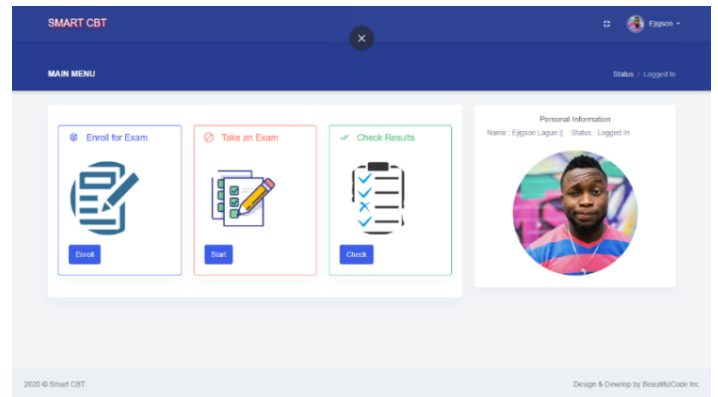 SMART CBT
Ejigson
MAIN MENU
Status / Logged In
Enroll for Exam
Take an Exam
Check Results
Enroll
Start
Check
Personal Information
Name : Ejigson Lagun || Status : Logged In
2020 © Smart CBT.
Design & Develop by BeautifulCode Inc.